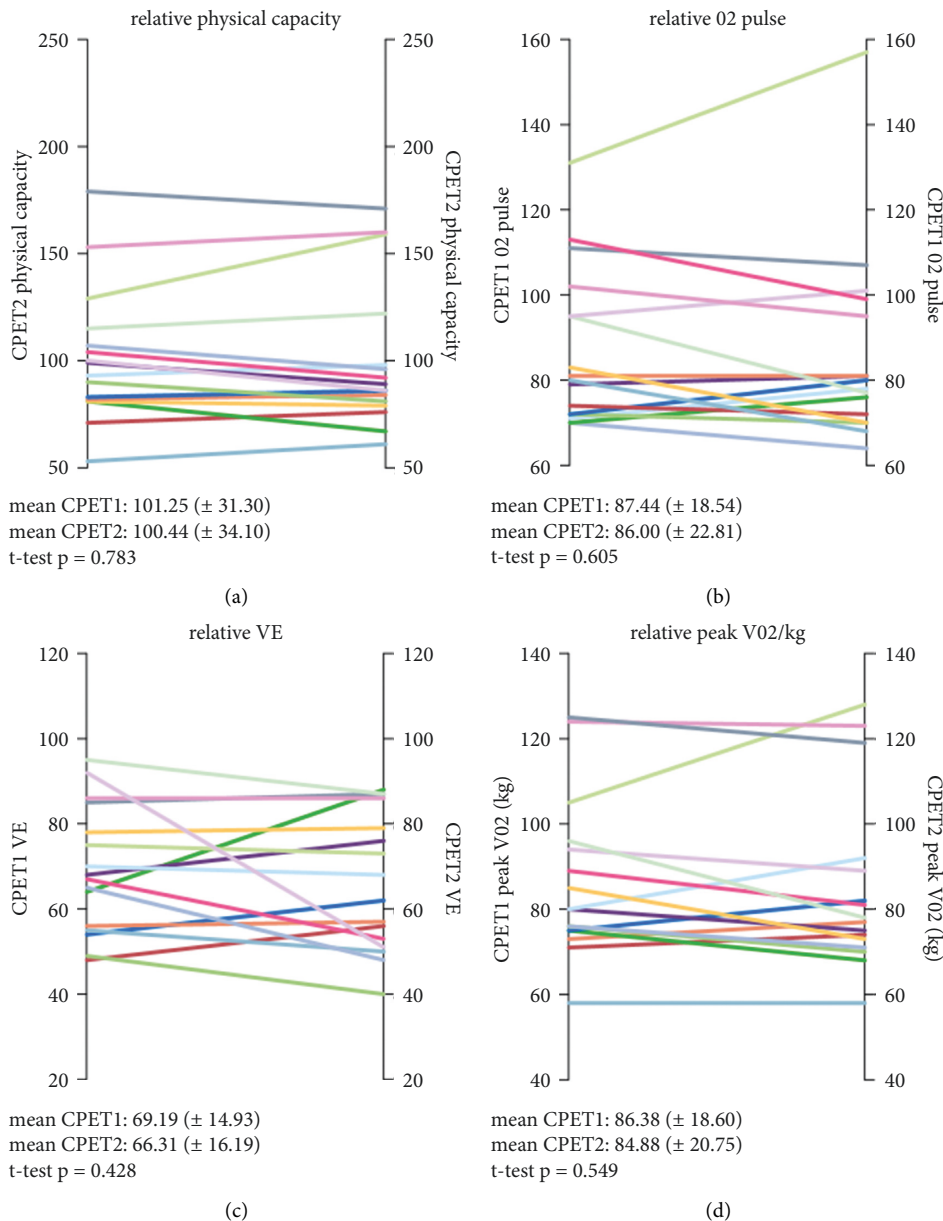 relative physical capacity
250
250
200
200
150
150
100
100
50
50
CPET2 physical capacity
CPET2 physical capacity
mean CPET1: 101.25 (± 31.30)
mean CPET2: 100.44 (± 34.10)
t-test p = 0.783
(a)
relative 02 pulse
160
160
140
140
120
120
100
100
80
80
60
60
CPET1 02 pulse
CPET1 02 pulse
mean CPET1: 87.44 (± 18.54)
mean CPET2: 86.00 (± 22.81)
t-test p = 0.605
(b)
relative VE
120
120
100
100
80
80
60
60
40
40
20
20
CPET1 VE
CPET2 VE
mean CPET1: 69.19 (± 14.93)
mean CPET2: 66.31 (± 16.19)
t-test p = 0.428
(c)
relative peak V02/kg
140
140
120
120
100
100
80
80
60
60
40
40
CPET1 peak V02 (kg)
CPET2 peak V02 (kg)
mean CPET1: 86.38 (± 18.60)
mean CPET2: 84.88 (± 20.75)
t-test p = 0.549
(d)